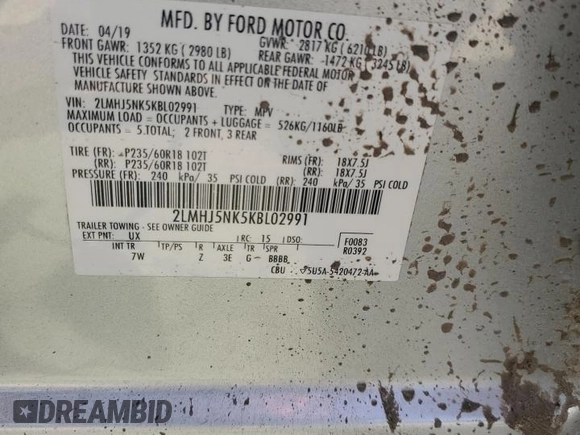 MFD. BY FORD MOTOR CO.
DATE: 04/19 GVWR: 2817 KG ( 6210 LB)
FRONT GAWR: 1352 KG ( 2980 LB) REAR GAWR: 1472 KG ( 3245 LB)
THIS VEHICLE CONFORMS TO ALL APPLICABLE FEDERAL MOTOR
VEHICLE SAFETY STANDARDS IN EFFECT ON THE DATE OF
MANUFACTURE SHOWN ABOVE.
VIN: 2LMHJ5NK5KBL02991 TYPE: MPV
MAXIMUM LOAD = OCCUPANTS + LUGGAGE = 526KG/1160LB
OCCUPANTS = 5 TOTAL; 2 FRONT, 3 REAR
TIRE (FR): P235/60R18 102T RIMS (FR): 18X7.5J
(RR): P235/60R18 102T (RR): 18X7.5J
PRESSURE (FR): 240 kPa/ 35 PSI COLD (RR) 240 kPa/ 35 PSI COLD
2LMHJ5NK5KBL02991
TRAILER TOWING - SEE OWNER GUIDE
EXT PNT: UX RC: 15 DSO: F0083
INT TR TP/PS R AXLE TR SPR R0392
7W Z 3E G BBBB
CBU 5U5A-5420472-AA
DREAMBID